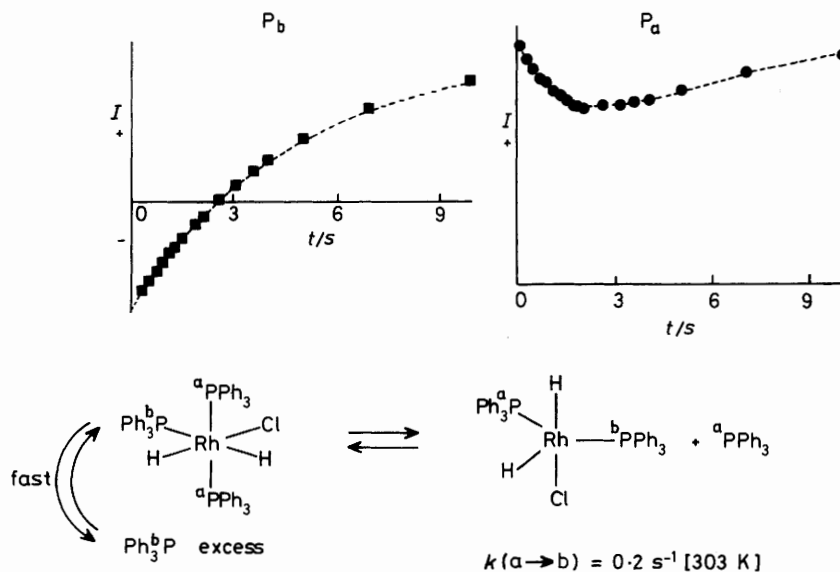 P_b
I
+
−
0 3 6 9
t/s
P_a
I
+
0 3 6 9
t/s
ᵃPPh₃
Ph₃ᵇP
Cl
Rh
H H
ᵃPPh₃
fast
Ph₃ᵇP excess
H
Ph₃ᵃP
Rh
ᵇPPh₃ + ᵃPPh₃
H
Cl
k(a→b) = 0·2 s⁻¹ [303 K]